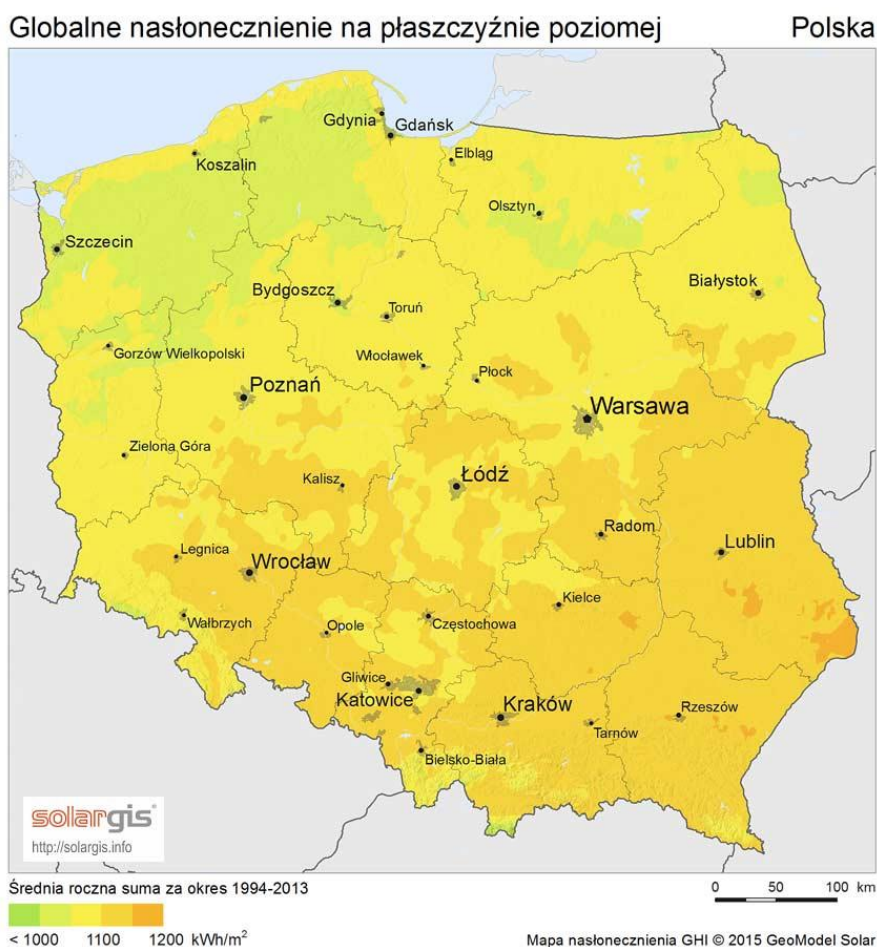 Globalne nasłonecznienie na płaszczyźnie poziomej Polska
Gdynia
Gdańsk
Koszalin
Elbląg
Olsztyn
Szczecin
Białystok
Bydgoszcz
Toruń
Gorzów Wielkopolski
Włocławek
Płock
Poznań
Warsawa
Zielona Góra
Kalisz
Łódź
Radom
Lublin
Legnica
Wrocław
Kielce
Wałbrzych
Opole
Częstochowa
Gliwice
Katowice
Kraków
Rzeszów
Tarnów
Bielsko-Biała
solargis
http://solargis.info
Średnia roczna suma za okres 1994-2013
0 50 100 km
< 1000 1100 1200 kWh/m²
Mapa nasłonecznienia GHI © 2015 GeoModel Solar